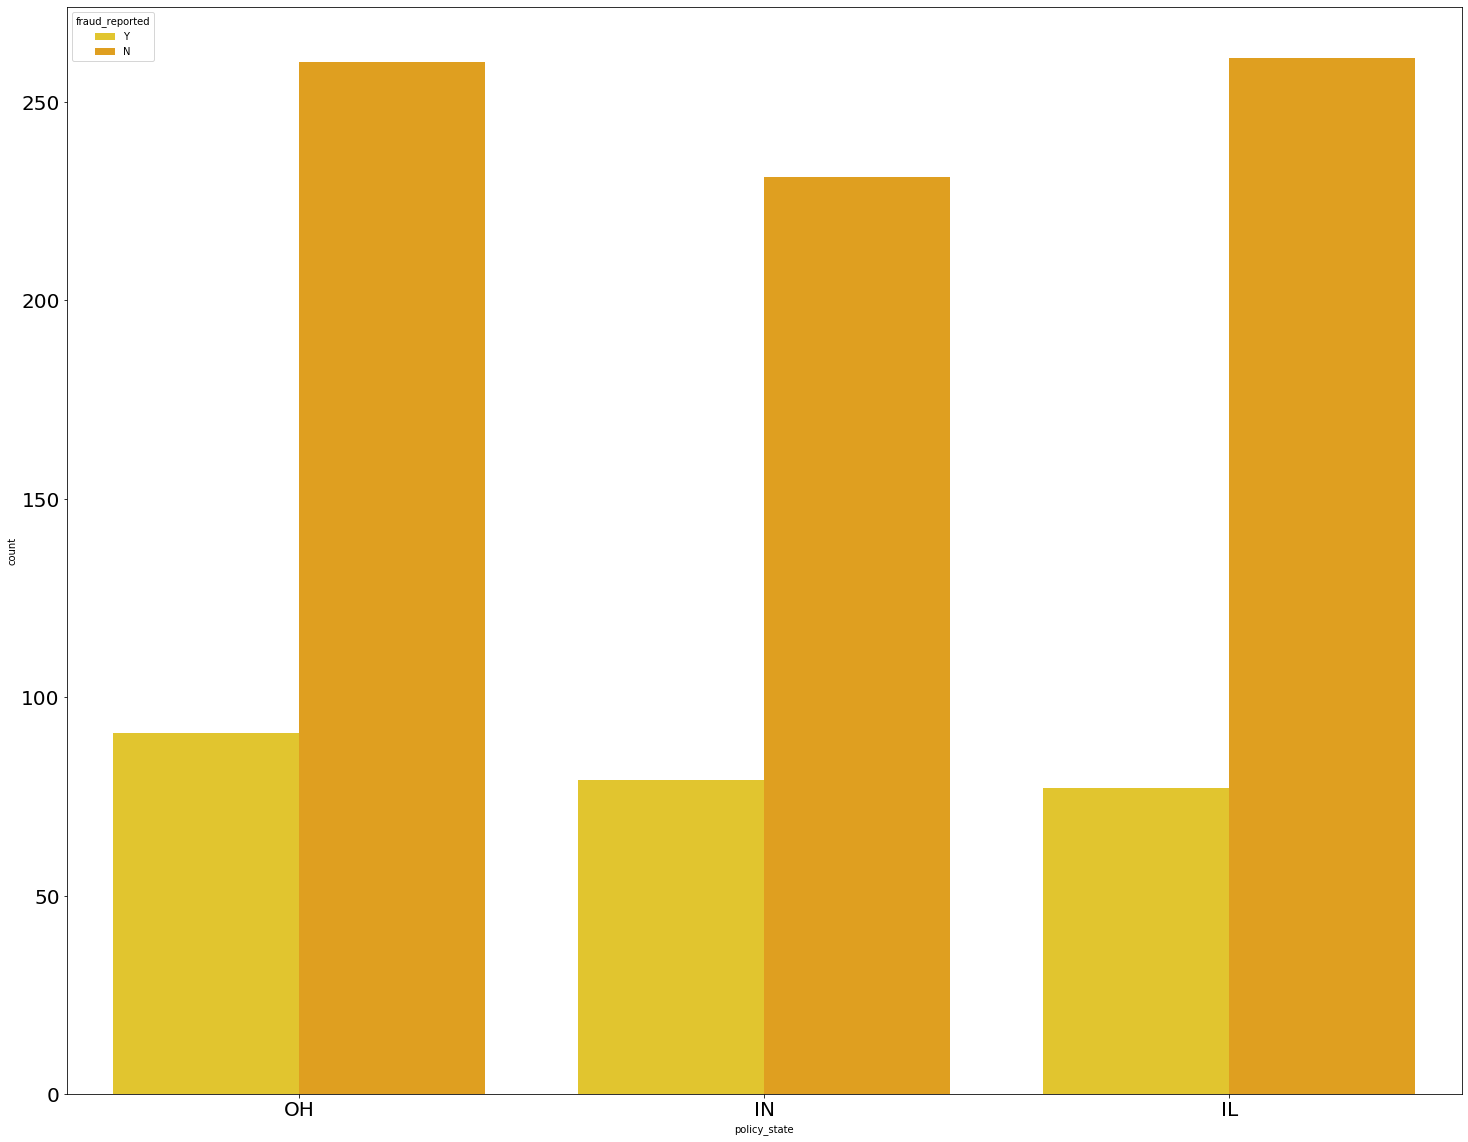 fraud_reported
Y
N
250
200
150
100
50
0
count
OH IN IL
policy_state